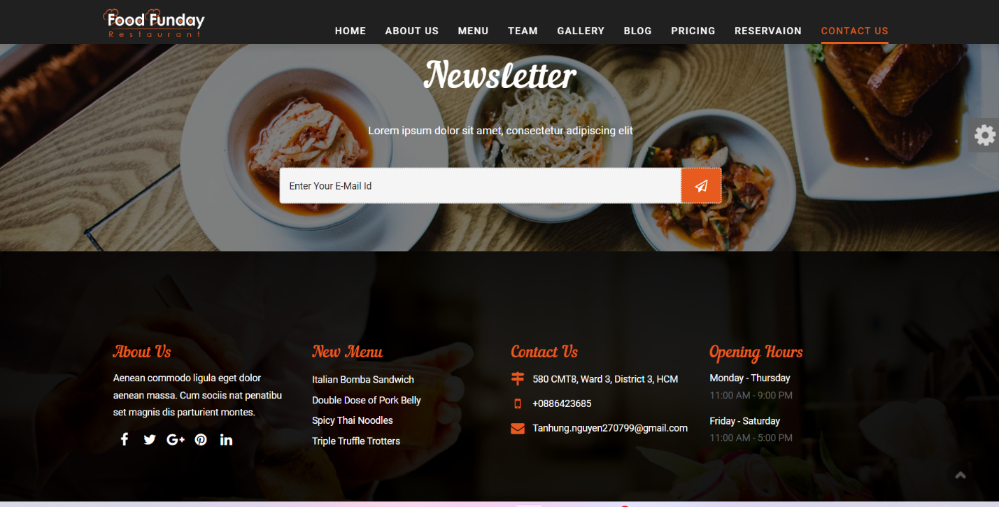 Food Funday
Restaurant
HOME ABOUT US MENU TEAM GALLERY BLOG PRICING RESERVAION CONTACT US
Newsletter
Lorem ipsum dolor sit amet, consectetur adipiscing elit
Enter Your E-Mail Id
About Us
Aenean commodo ligula eget dolor
aenean massa. Cum sociis nat penatibu
set magnis dis parturient montes.
New Menu
Italian Bomba Sandwich
Double Dose of Pork Belly
Spicy Thai Noodles
Triple Truffle Trotters
Contact Us
580 CMT8, Ward 3, District 3, HCM
+0886423685
Tanhung.nguyen270799@gmail.com
Opening Hours
Monday - Thursday
11:00 AM - 9:00 PM
Friday - Saturday
11:00 AM - 5:00 PM